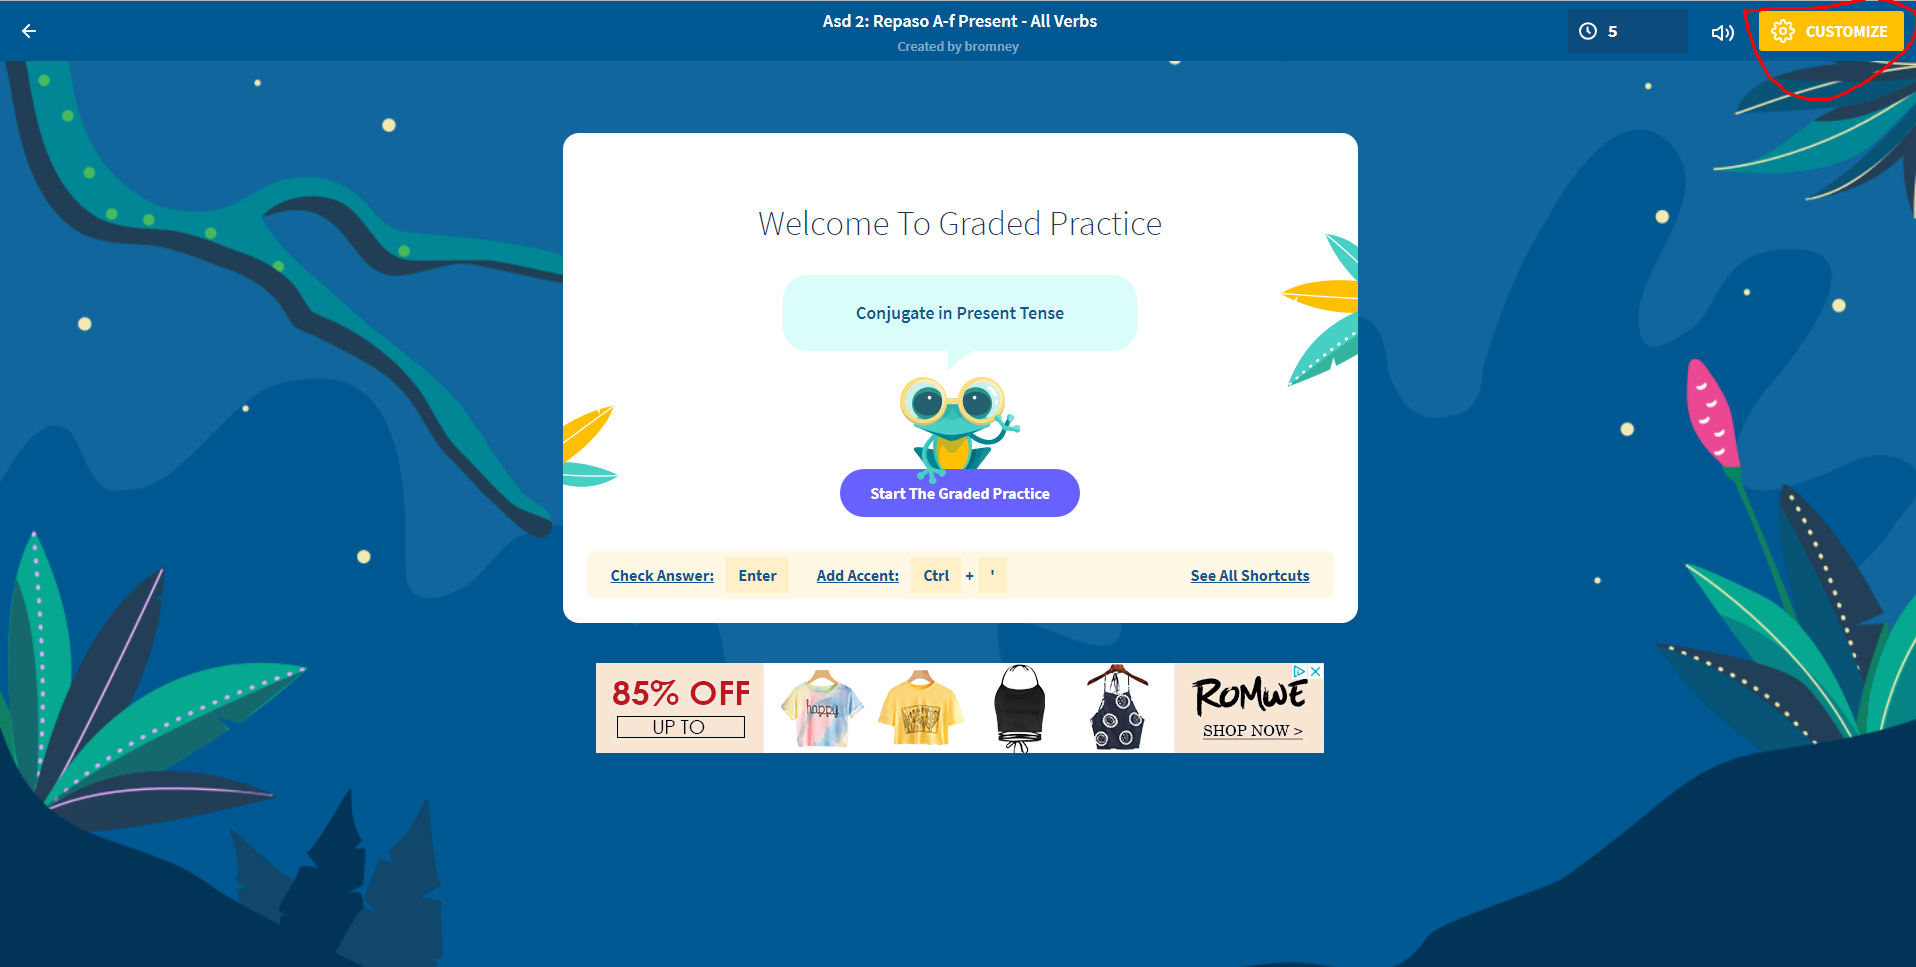 Asd 2: Repaso A-f Present - All Verbs
Created by bromney
5
CUSTOMIZE
Welcome To Graded Practice
Conjugate in Present Tense
Start The Graded Practice
Check Answer: Enter Add Accent: Ctrl + ' See All Shortcuts
85% OFF
UP TO
happy
ROMWE
SHOP NOW >